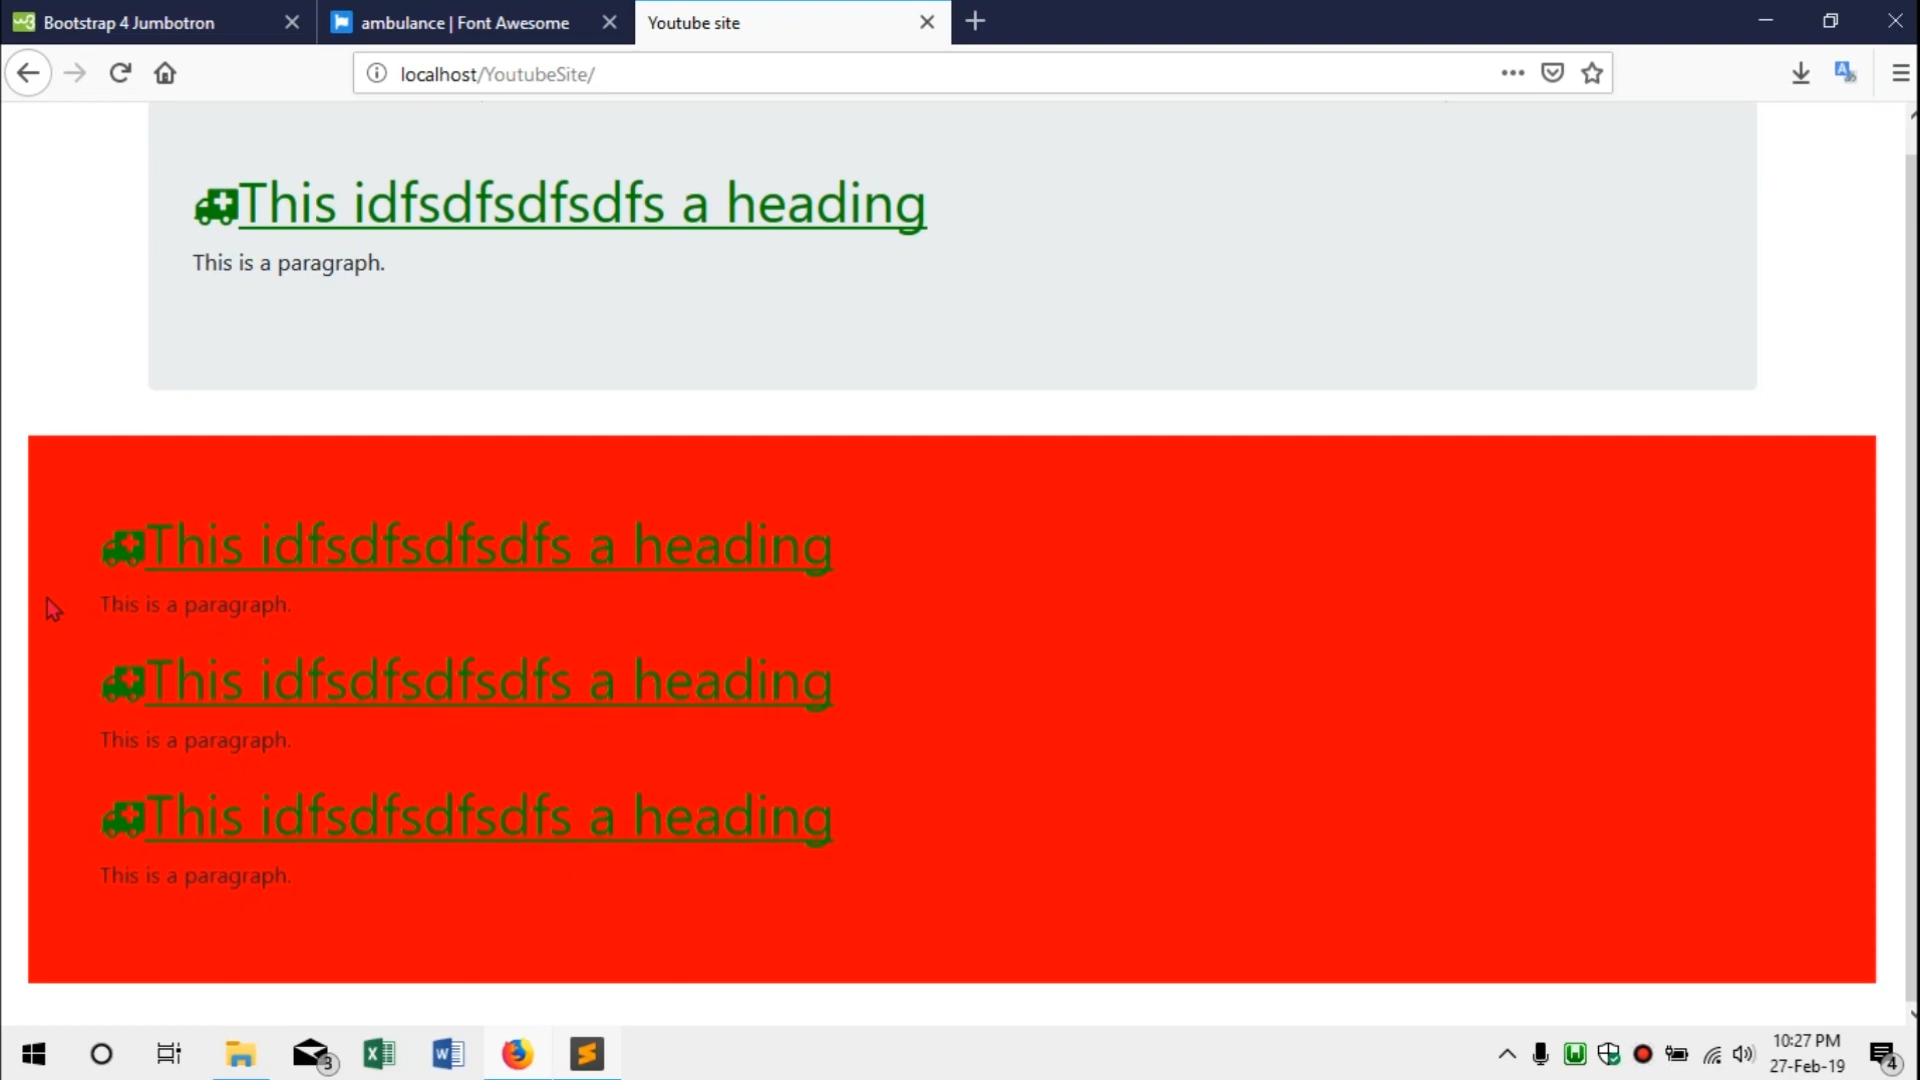 Bootstrap 4 Jumbotron
ambulance | Font Awesome
Youtube site
localhost/YoutubeSite/
This idfsdfsdfsdfs a heading
This is a paragraph.
This idfsdfsdfsdfs a heading
This is a paragraph.
This idfsdfsdfsdfs a heading
This is a paragraph.
This idfsdfsdfsdfs a heading
This is a paragraph.
3
10:27 PM
27-Feb-19
4